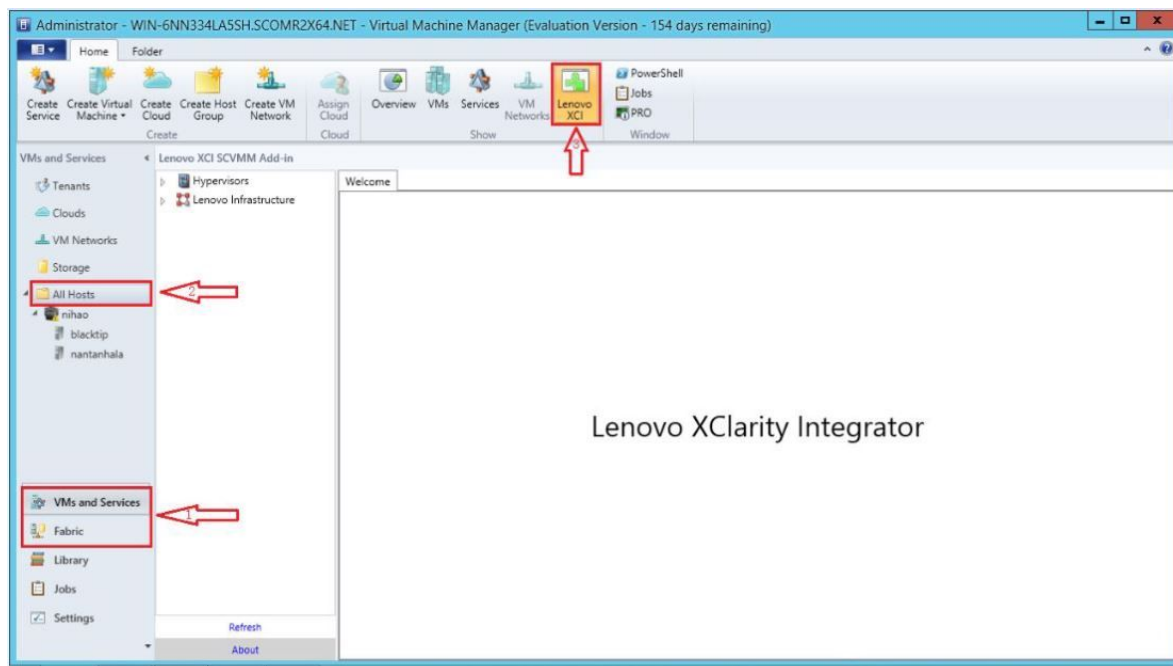 Administrator - WIN-6NN334LA5SH.SCOMR2X64.NET - Virtual Machine Manager (Evaluation Version - 154 days remaining)
Home Folder
Create Service
Create Virtual Machine
Create Cloud
Create Host Group
Create VM Network
Assign Cloud
Overview
VMs
Services
VM Networks
Lenovo XCI
PowerShell
Jobs
PRO
Create
Cloud
Show
Window
3
VMs and Services
Lenovo XCI SCVMM Add-in
Tenants
Clouds
VM Networks
Storage
All Hosts
2
nihao
blacktip
nantanhala
Hypervisors
Lenovo Infrastructure
Welcome
Lenovo XClarity Integrator
VMs and Services
1
Fabric
Library
Jobs
Settings
Refresh
About